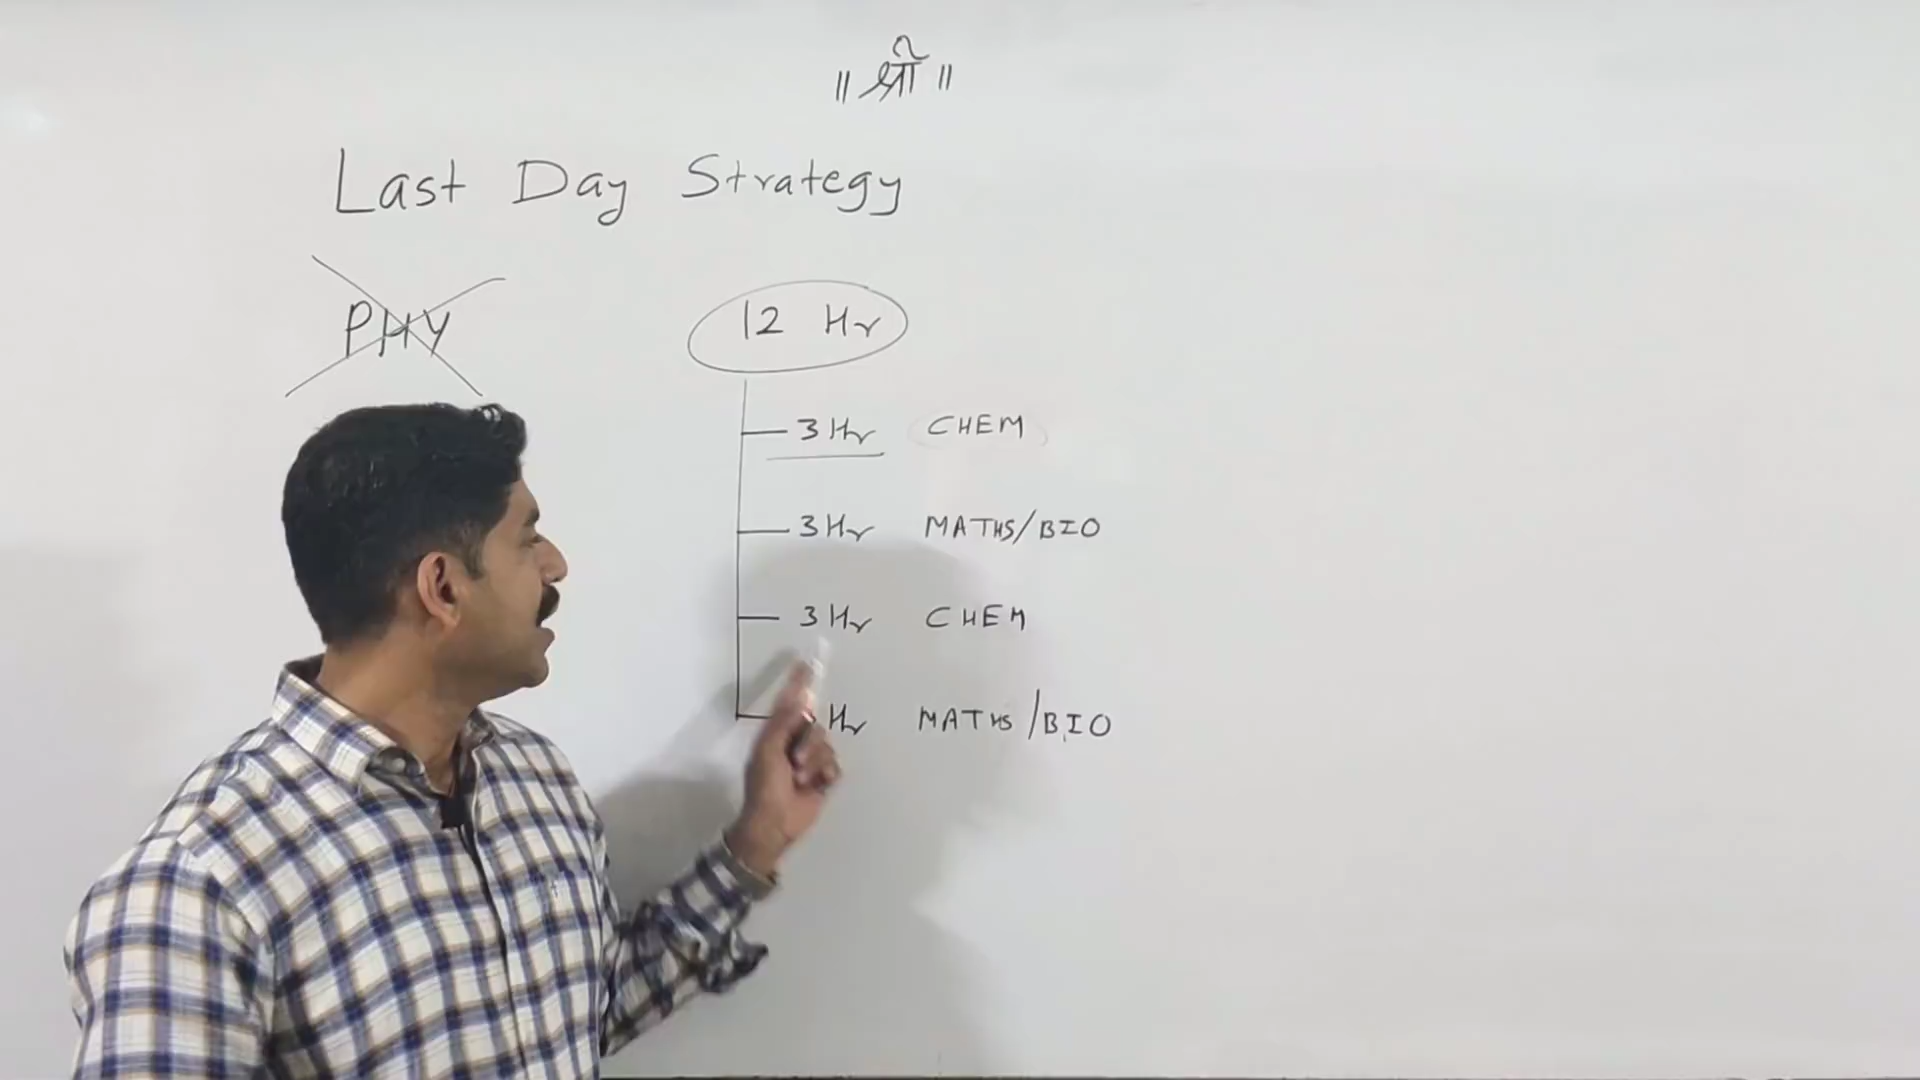 ॥ श्री ॥
Last Day Strategy
PHY
12 Hr
3 Hr CHEM
3 Hr MATHS/BIO
3 Hr CHEM
Hr MATHS/BIO